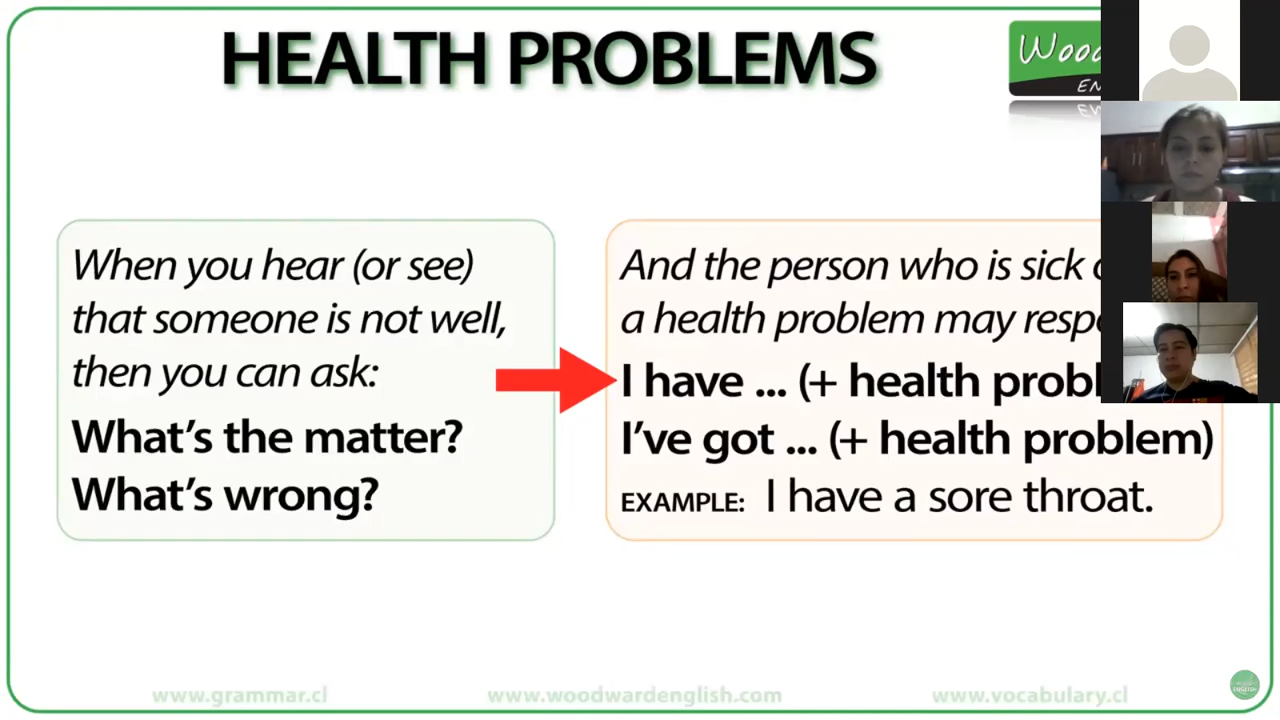 HEALTH PROBLEMS
When you hear (or see)
that someone is not well,
then you can ask:
What's the matter?
What's wrong?
And the person who is sick
a health problem may
I have ... (+ health
I've got ... (+ health problem)
EXAMPLE: I have a sore throat.
www.grammar.cl
www.woodwardenglish.com
www.vocabulary.cl